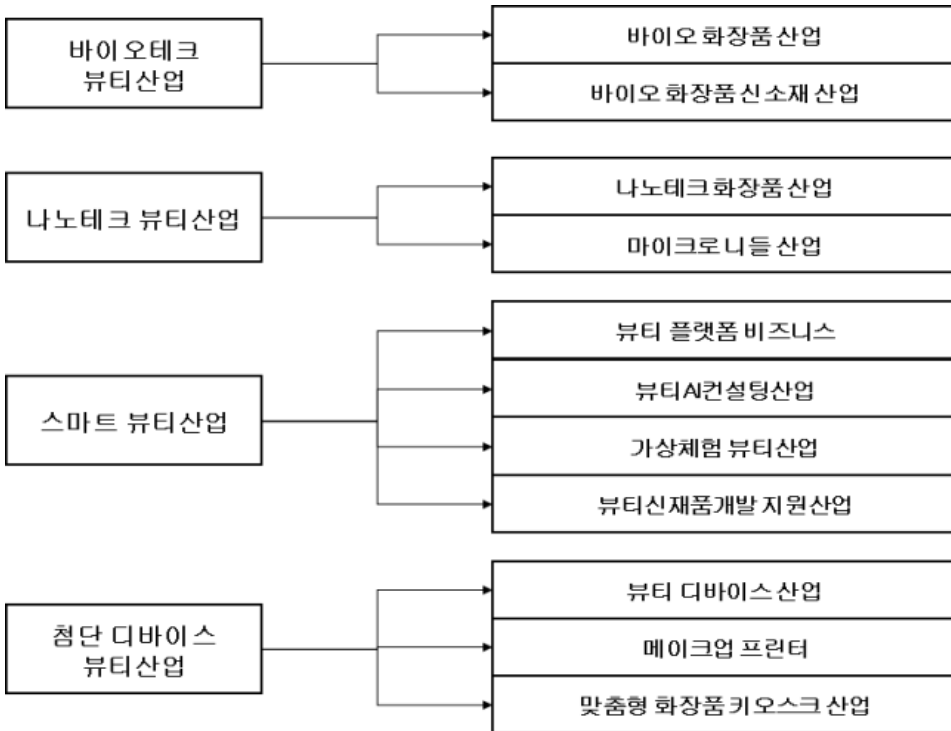 바이오테크
뷰티산업
바이오 화장품 산업
바이오 화장품 신소재 산업
나노테크 뷰티산업
나노테크 화장품 산업
마이크로니들 산업
스마트 뷰티산업
뷰티 플랫폼 비즈니스
뷰티AI컨설팅산업
가상체험 뷰티산업
뷰티신재품개발 지원산업
첨단 디바이스
뷰티산업
뷰티 디바이스 산업
메이크업 프린터
맞춤형 화장품 키오스크 산업